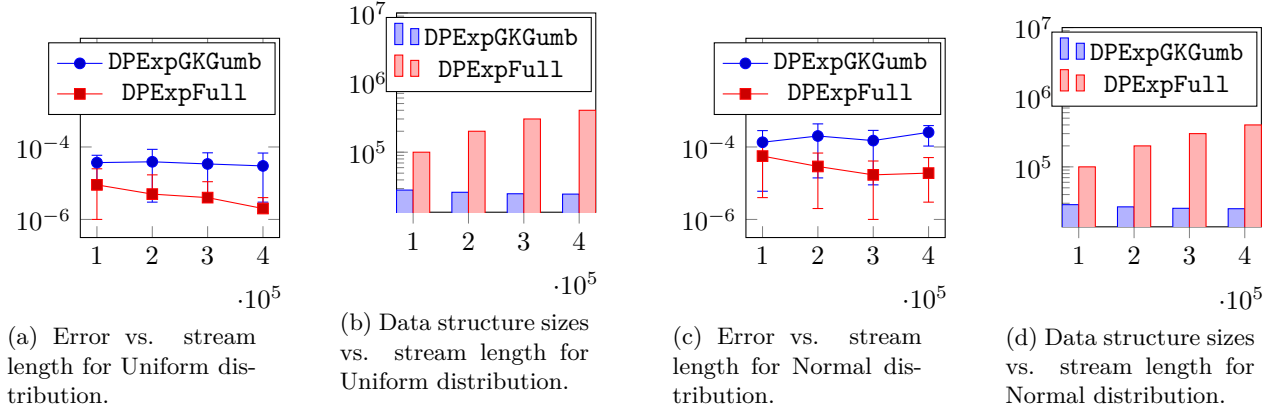 DPExpGKGumb
DPExpFull
10^-4
10^-6
1 2 3 4
·10^5
(a) Error vs. stream
length for Uniform dis-
tribution.
10^7
DPExpGKGumb
DPExpFull
10^6
10^5
1 2 3 4
·10^5
(b) Data structure sizes
vs. stream length for
Uniform distribution.
DPExpGKGumb
DPExpFull
10^-4
10^-6
1 2 3 4
·10^5
(c) Error vs. stream
length for Normal dis-
tribution.
10^7
DPExpGKGumb
DPExpFull
10^6
10^5
1 2 3 4
·10^5
(d) Data structure sizes
vs. stream length for
Normal distribution.